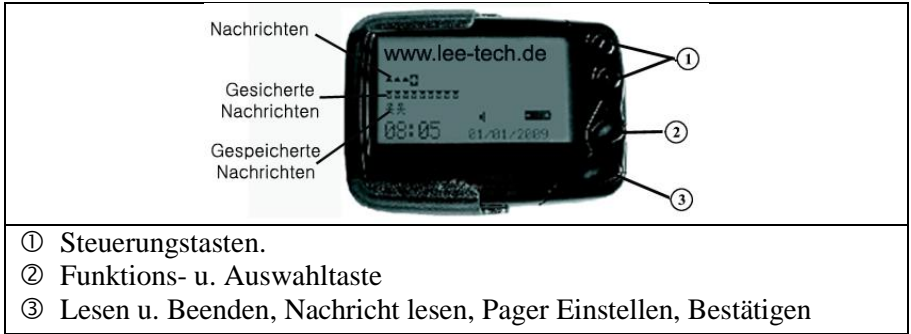 Nachrichten
www.lee-tech.de
Gesicherte
Nachrichten
08:05
01/01/2009
Gespeicherte
Nachrichten
①
②
③
① Steuerungstasten.
② Funktions- u. Auswahltaste
③ Lesen u. Beenden, Nachricht lesen, Pager Einstellen, Bestätigen